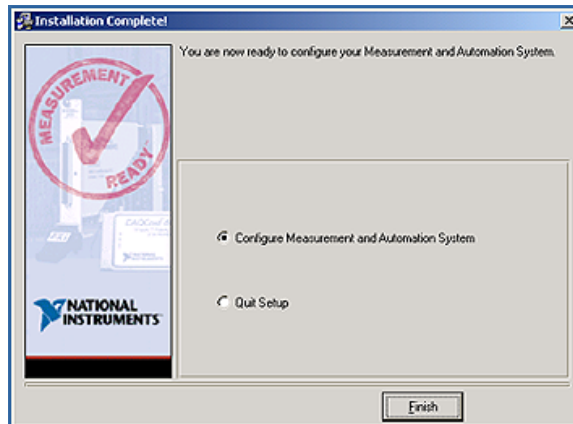 Installation Complete!
You are now ready to configure your Measurement and Automation System.
MEASUREMENT
READY
Configure Measurement and Automation System
Quit Setup
NATIONAL
INSTRUMENTS
Finish